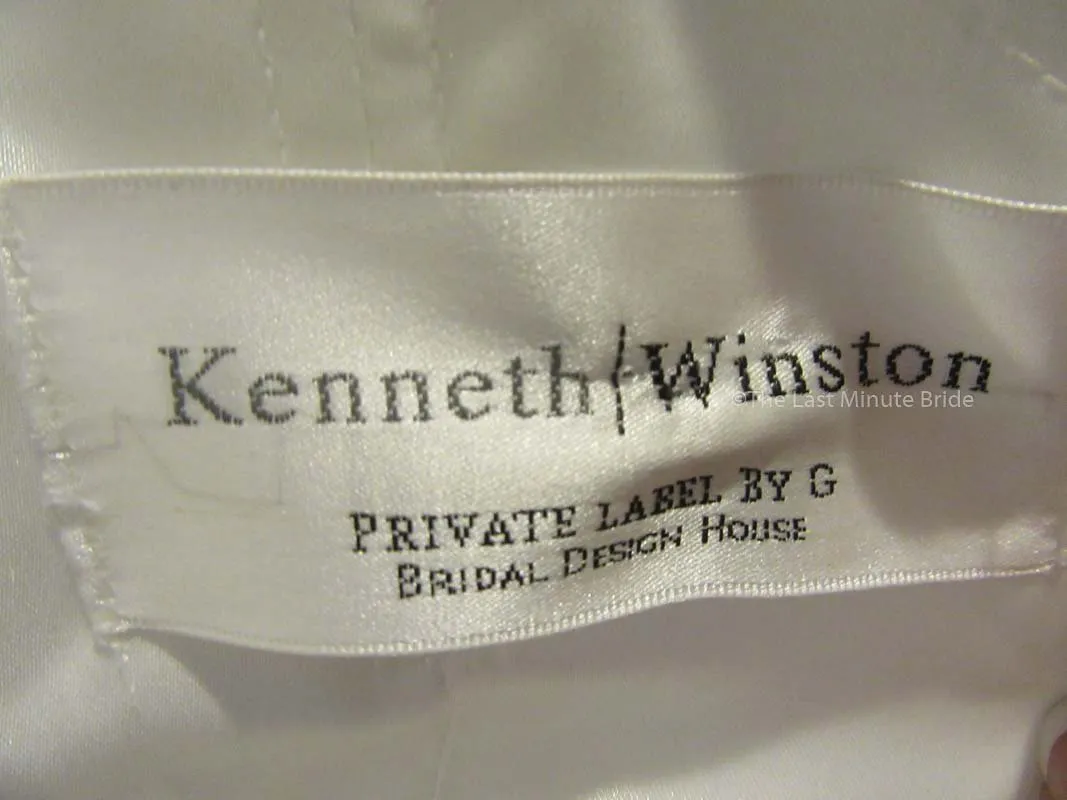 Kenneth/Winston
©The Last Minute Bride
PRIVATE LABEL BY G
BRIDAL DESIGN HOUSE